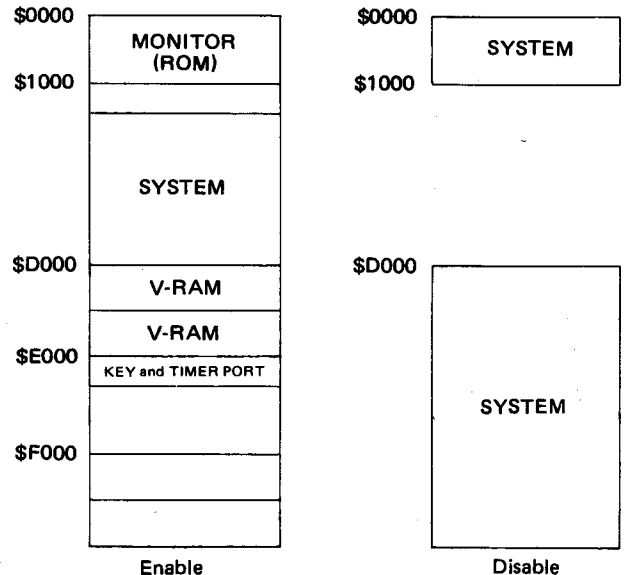 $0000
MONITOR
(ROM)
$1000
SYSTEM
$D000
V-RAM
V-RAM
$E000
KEY and TIMER PORT
$F000
Enable
$0000
SYSTEM
$1000
$D000
SYSTEM
Disable